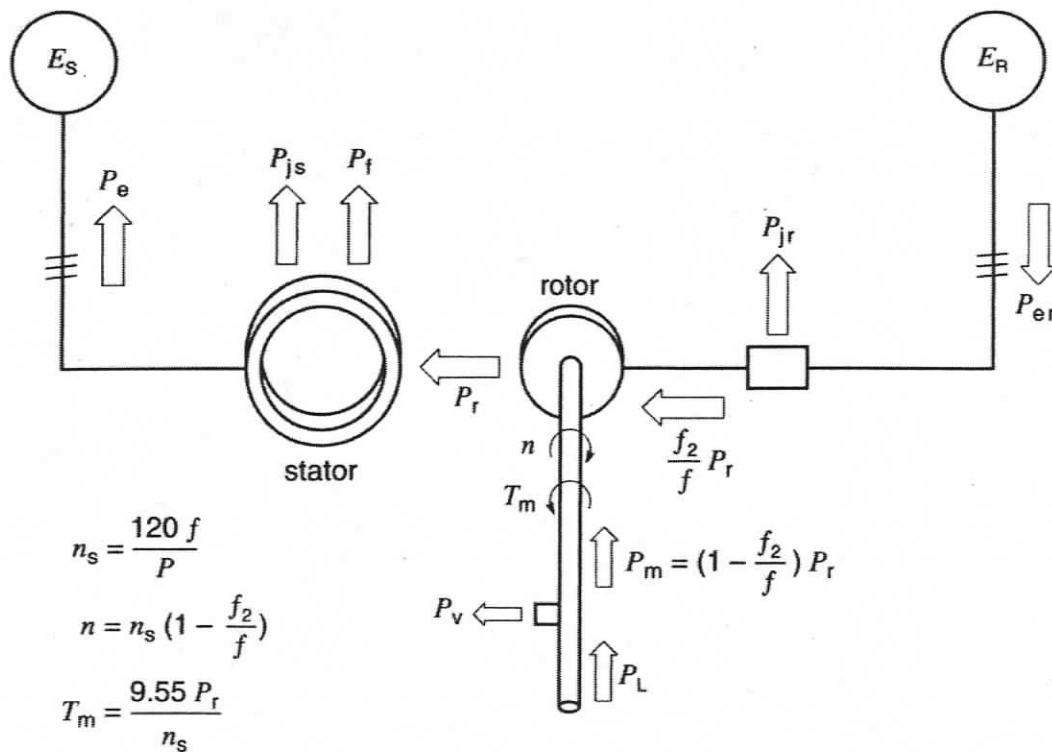 E_S
E_R
P_e
P_js
P_f
P_jr
P_er
rotor
P_r
stator
n
f_2/f P_r
T_m
n_s = 120 f / P
P_m = (1 − f_2/f) P_r
n = n_s (1 − f_2/f)
P_v
P_L
T_m = 9.55 P_r / n_s